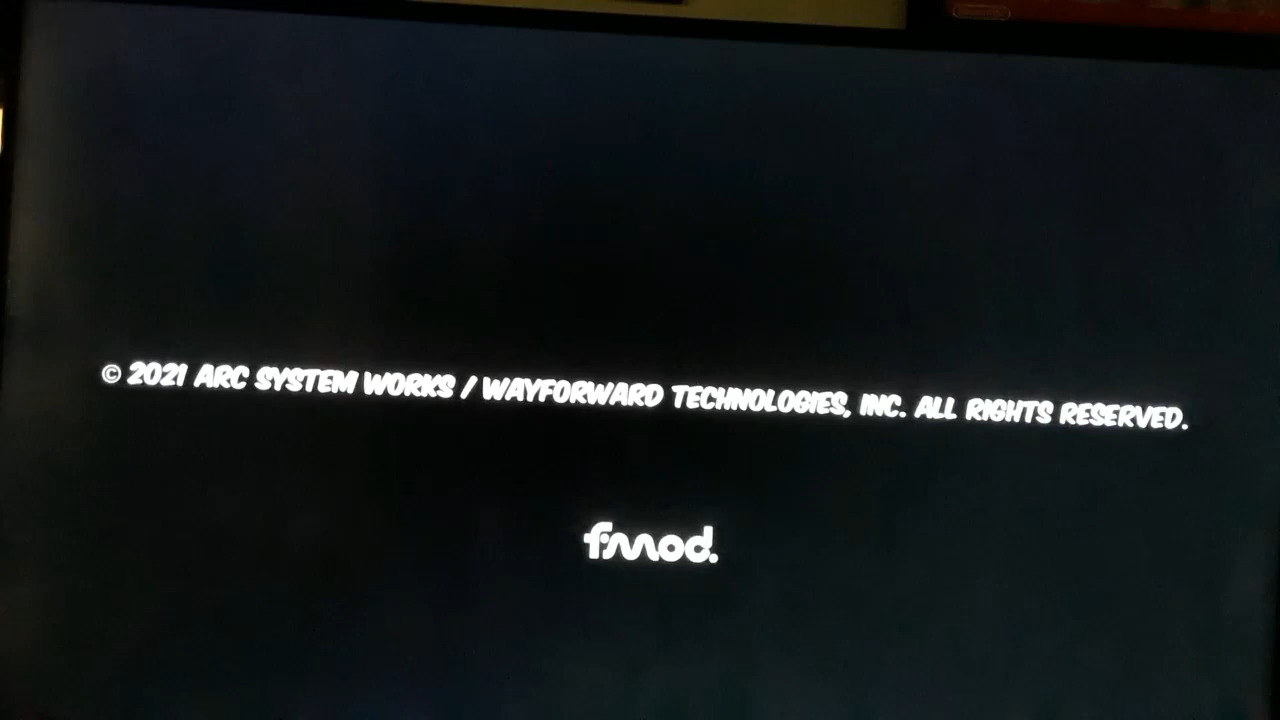 © 2021 ARC SYSTEM WORKS / WAYFORWARD TECHNOLOGIES, INC. ALL RIGHTS RESERVED.
fmod.